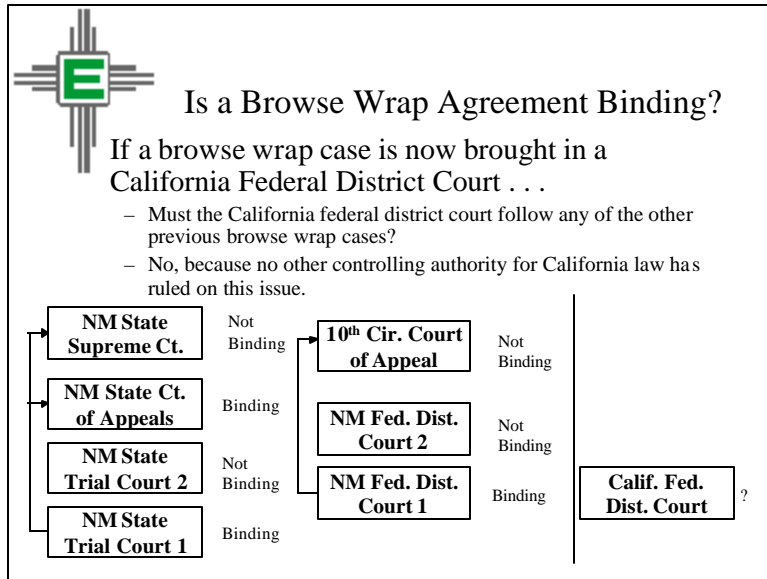 E
Is a Browse Wrap Agreement Binding?
If a browse wrap case is now brought in a
California Federal District Court . . .
– Must the California federal district court follow any of the other
previous browse wrap cases?
– No, because no other controlling authority for California law has
ruled on this issue.
NM State
Supreme Ct.
Not
Binding
NM State Ct.
of Appeals
Binding
NM State
Trial Court 2
Not
Binding
NM State
Trial Court 1
Binding
10th Cir. Court
of Appeal
Not
Binding
NM Fed. Dist.
Court 2
Not
Binding
NM Fed. Dist.
Court 1
Binding
Calif. Fed.
Dist. Court
?